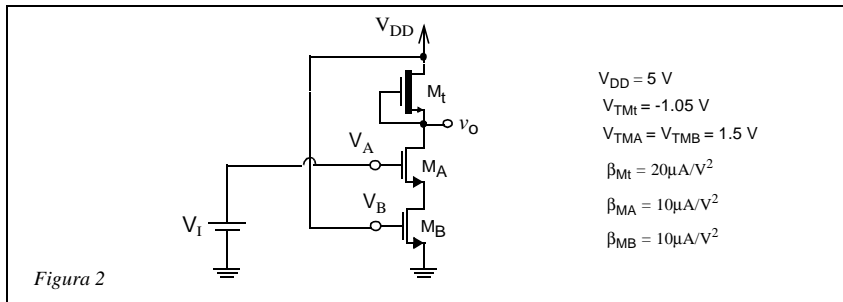 V_DD
M_t
v_o
V_A
M_A
V_I
V_B
M_B
V_DD = 5 V
V_TMt = -1.05 V
V_TMA = V_TMB = 1.5 V
β_Mt = 20µA/V²
β_MA = 10µA/V²
β_MB = 10µA/V²
Figura 2